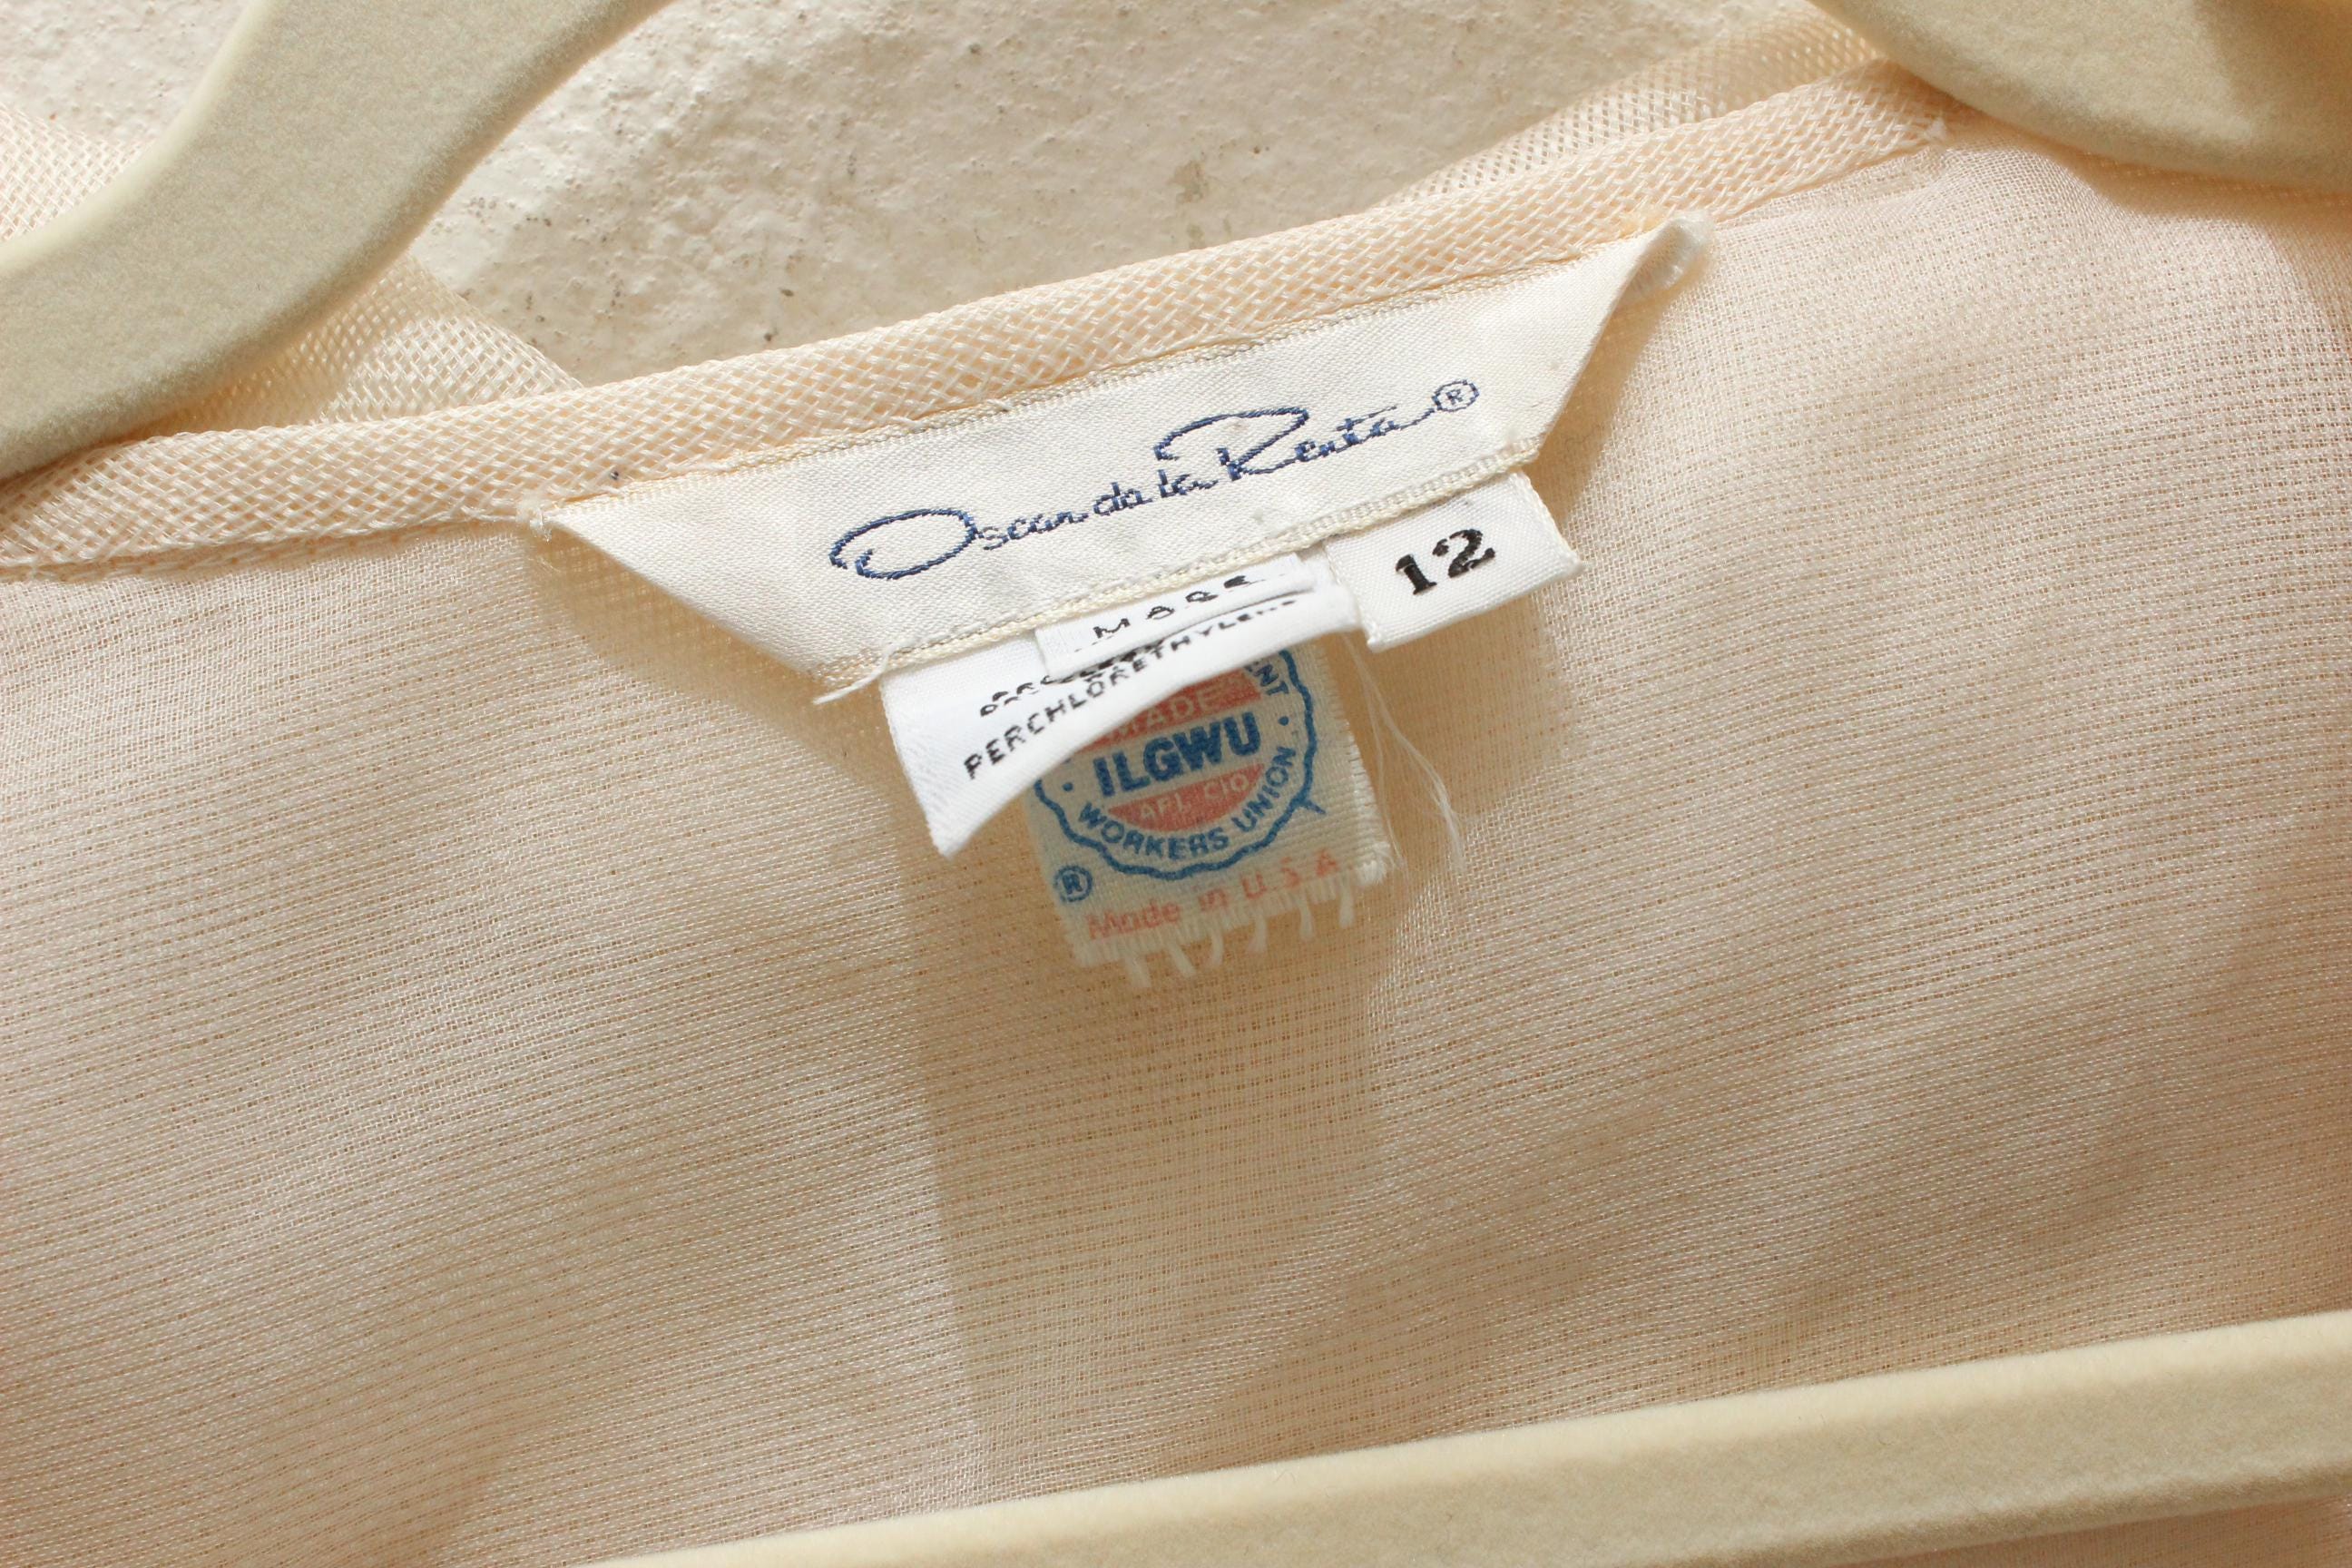 Oscar de la Renta®
12
PERCHLORETHYLENE
MADE
ILGWU
AFL CIO
WORKERS UNION
®
Made in U.S.A